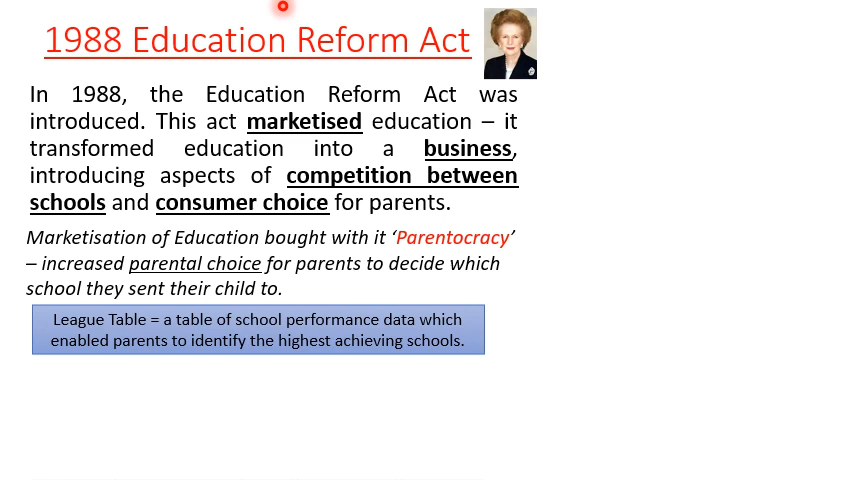 1988 Education Reform Act
In 1988, the Education Reform Act was
introduced. This act marketised education – it
transformed education into a business,
introducing aspects of competition between
schools and consumer choice for parents.
Marketisation of Education bought with it ‘Parentocracy’
– increased parental choice for parents to decide which
school they sent their child to.
League Table = a table of school performance data which
enabled parents to identify the highest achieving schools.